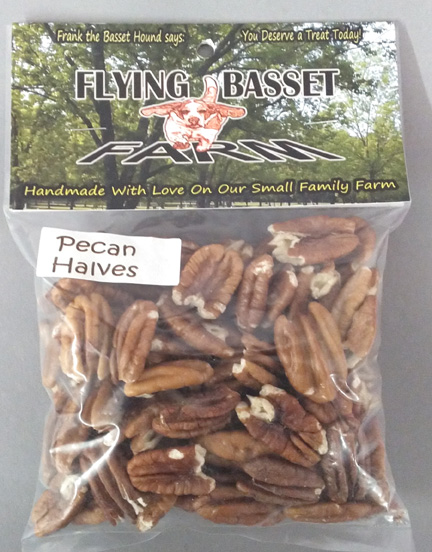 Frank the Basset Hound says: You Deserve a Treat Today!
FLYING BASSET
FARM
Handmade With Love On Our Small Family Farm
Pecan
Halves